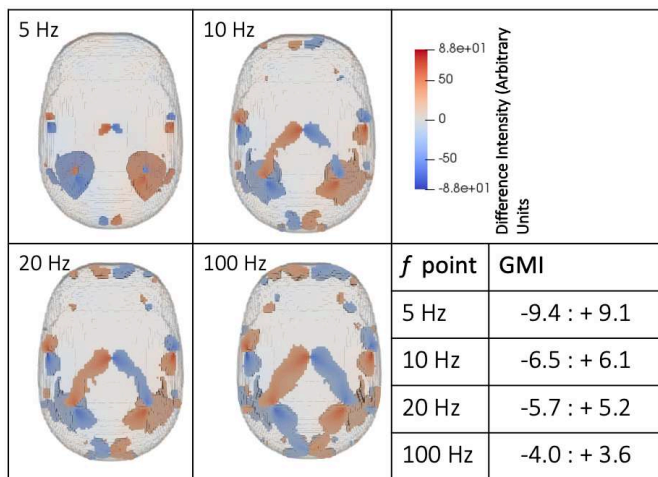 5 Hz
10 Hz
8.8e+01
50
0
-50
-8.8e+01
Difference Intensity (Arbitrary
Units
20 Hz
100 Hz
f point GMI
5 Hz -9.4 : + 9.1
10 Hz -6.5 : + 6.1
20 Hz -5.7 : + 5.2
100 Hz -4.0 : + 3.6